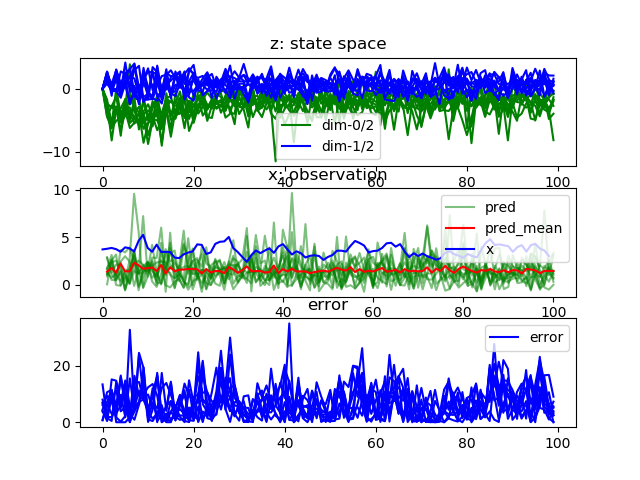 z: state space
0
−10
dim-0/2
dim-1/2
0 20 40 60 80 100
x: observation
10
5
0
pred
pred_mean
x
0 20 40 60 80 100
error
20
0
error
0 20 40 60 80 100